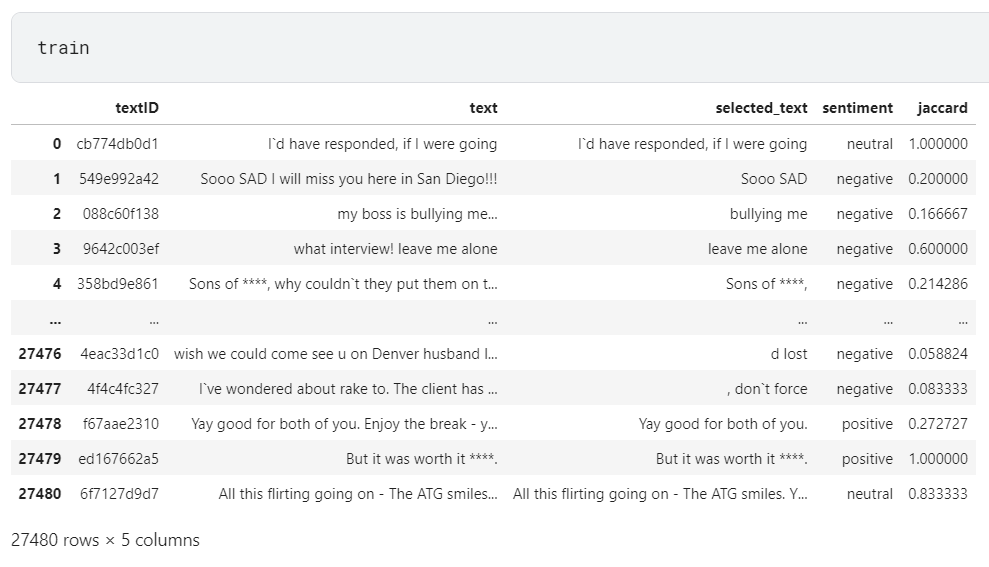 train
textID text selected_text sentiment jaccard
0 cb774db0d1 I`d have responded, if I were going I`d have responded, if I were going neutral 1.000000
1 549e992a42 Sooo SAD I will miss you here in San Diego!!! Sooo SAD negative 0.200000
2 088c60f138 my boss is bullying me... bullying me negative 0.166667
3 9642c003ef what interview! leave me alone leave me alone negative 0.600000
4 358bd9e861 Sons of ****, why couldn`t they put them on t... Sons of ****, negative 0.214286
... ... ... ... ... ...
27476 4eac33d1c0 wish we could come see u on Denver husband l... d lost negative 0.058824
27477 4f4c4fc327 I`ve wondered about rake to. The client has ... , don`t force negative 0.083333
27478 f67aae2310 Yay good for both of you. Enjoy the break - y... Yay good for both of you. positive 0.272727
27479 ed167662a5 But it was worth it ****. But it was worth it ****. positive 1.000000
27480 6f7127d9d7 All this flirting going on - The ATG smiles... All this flirting going on - The ATG smiles. Y... neutral 0.833333
27480 rows × 5 columns